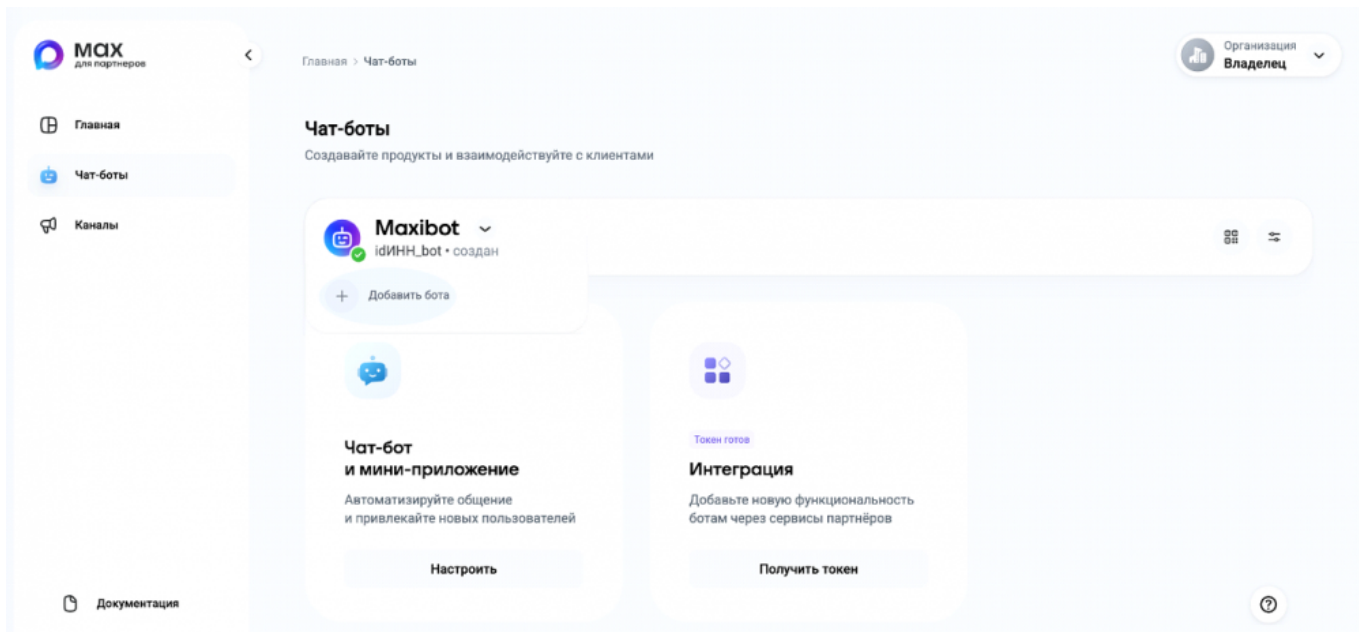 max
для партнеров
Главная
Чат-боты
Каналы
Документация
Главная > Чат-боты
Организация
Владелец
Чат-боты
Создавайте продукты и взаимодействуйте с клиентами
Maxibot
idИНН_bot • создан
+ Добавить бота
Чат-бот
и мини-приложение
Автоматизируйте общение
и привлекайте новых пользователей
Настроить
Токен готов
Интеграция
Добавьте новую функциональность
ботам через сервисы партнёров
Получить токен
?